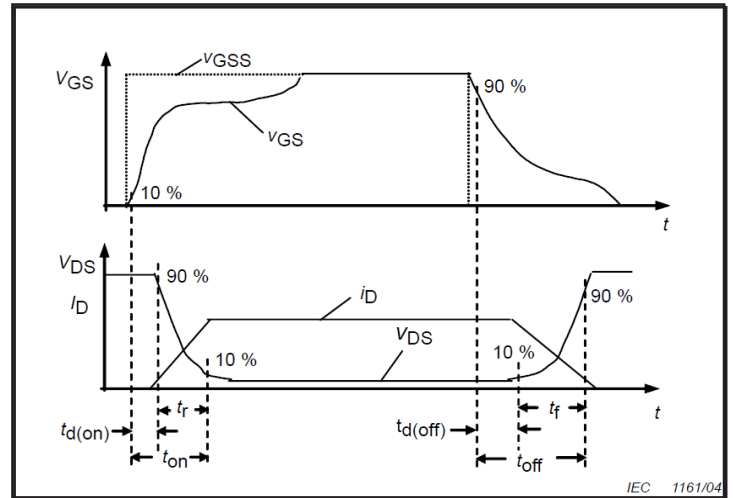 vGSS
VGS
90 %
vGS
10 %
t
VDS
90 %
iD
ID
90 %
VDS
10 %
10 %
tr
tf
t
td(on)
td(off)
ton
toff
IEC 1161/04